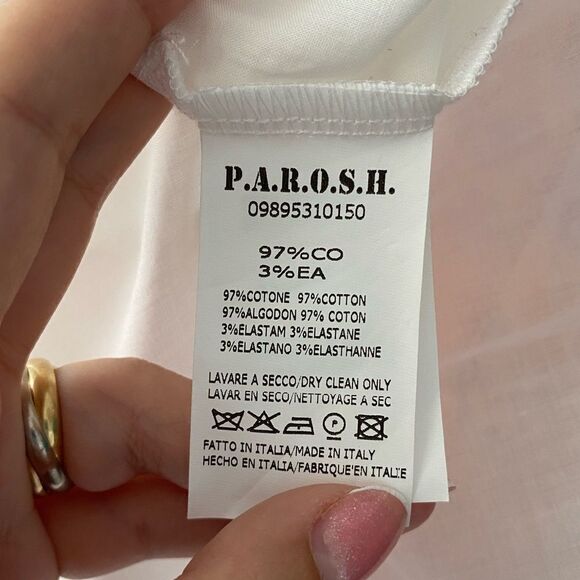 P.A.R.O.S.H.
09895310150
97%CO
3%EA
97%COTONE 97%COTTON
97%ALGODON 97% COTON
3%ELASTAM 3%ELASTANE
3%ELASTANO 3%ELASTHANNE
LAVARE A SECCO/DRY CLEAN ONLY
LAVAR EN SECO/NETTOYAGE A SEC
P
FATTO IN ITALIA/MADE IN ITALY
HECHO EN ITALIA/FABRIQUE'EN ITALIE